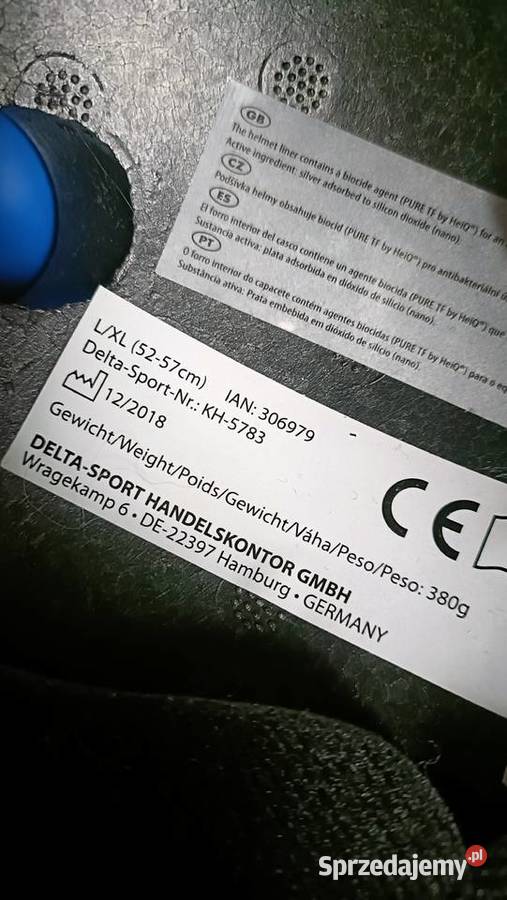 GB
The helmet liner contains a biocide agent (PURE TF by HeiQ®) for an
Active ingredient: silver adsorbed to silicon dioxide (nano).
CZ
Podšívka helmy obsahuje biocid (PURE TF by HeiQ®) pro antibakteriální
ES
El forro interior del casco contiene un agente biocida (PURE TF by HeiQ®) que
Sustancia activa: plata adsorbida en dióxido de silicio (nano).
PT
O forro interior do capacete contém agentes biocidas (PURE TF by HeiQ®) para o
Substância ativa: Prata embebida em dióxido de silício (nano).
L/XL (52-57cm) IAN: 306979 -
Delta-Sport-Nr.: KH-5783
12/2018
CE
Gewicht/Weight/Poids/Gewicht/Váha/Peso/Peso: 380g
DELTA-SPORT HANDELSKONTOR GMBH
Wragekamp 6 • DE-22397 Hamburg • GERMANY
Sprzedajemy.pl